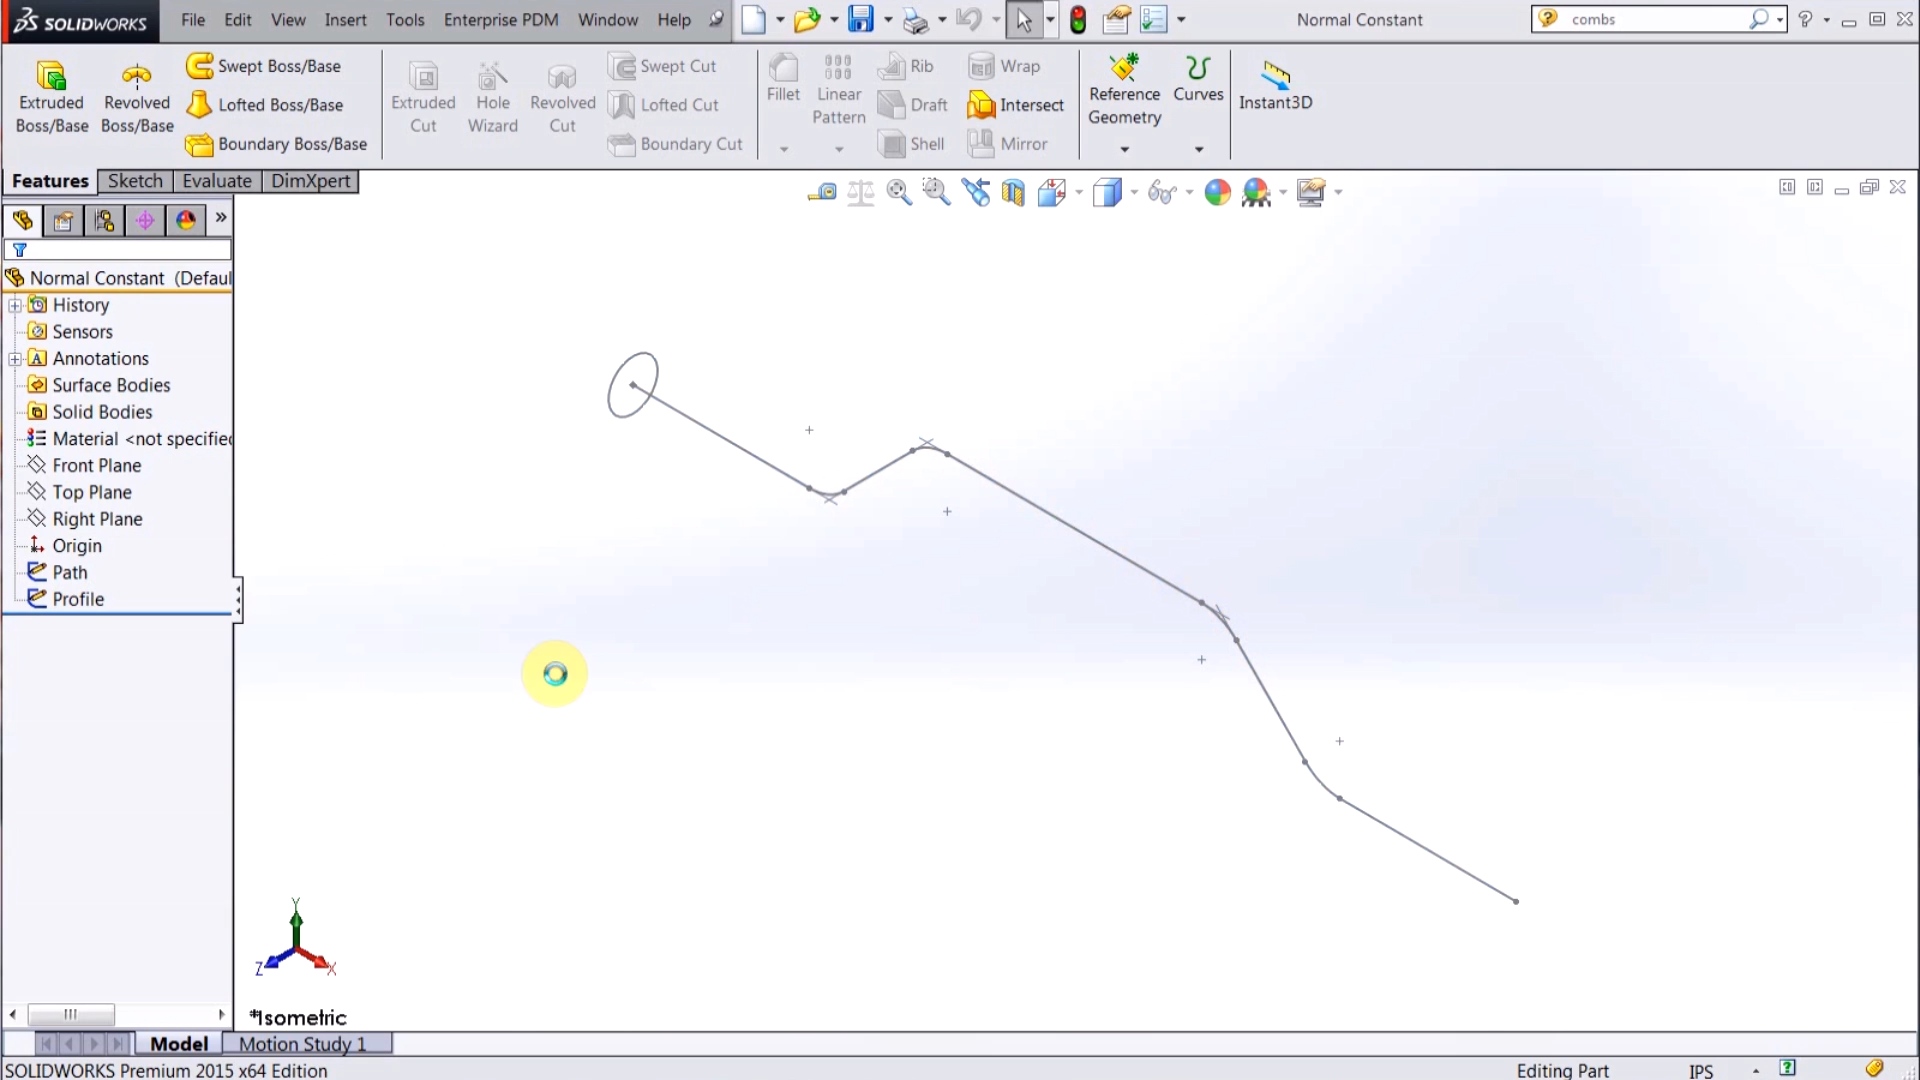 SOLIDWORKS File Edit View Insert Tools Enterprise PDM Window Help Normal Constant combs
Extruded Boss/Base
Revolved Boss/Base
Swept Boss/Base
Lofted Boss/Base
Boundary Boss/Base
Extruded Cut
Hole Wizard
Revolved Cut
Swept Cut
Lofted Cut
Boundary Cut
Fillet
Linear Pattern
Rib
Draft
Shell
Wrap
Intersect
Mirror
Reference Geometry
Curves
Instant3D
Features Sketch Evaluate DimXpert
Normal Constant (Defaul
History
Sensors
A Annotations
Surface Bodies
Solid Bodies
Material <not specified
Front Plane
Top Plane
Right Plane
Origin
Path
Profile
Y
Z X
*Isometric
Model Motion Study 1
SOLIDWORKS Premium 2015 x64 Edition Editing Part IPS